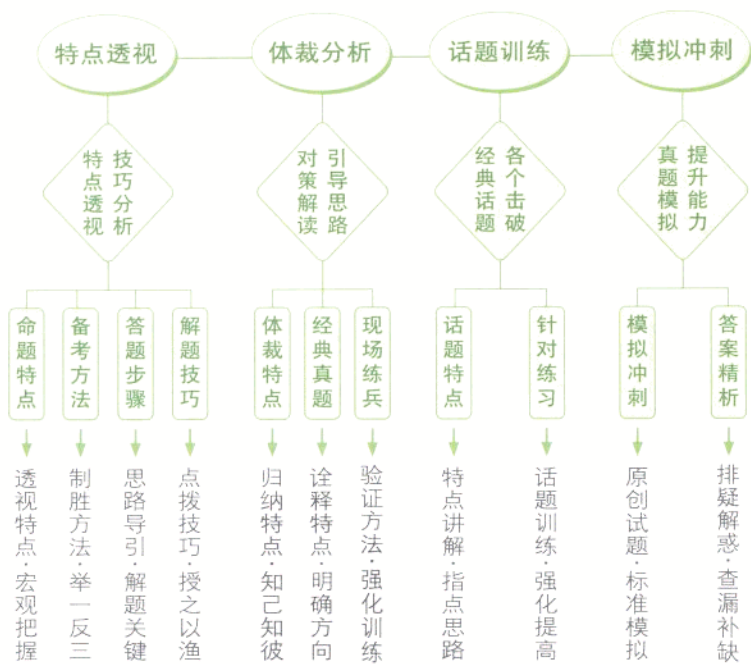 特点透视
体裁分析
话题训练
模拟冲刺
技巧分析
特点透视
引导思路
对策解读
各个击破
经典话题
提升能力
真题模拟
命题特点
备考方法
答题步骤
解题技巧
体裁特点
经典真题
现场练兵
话题特点
针对练习
模拟冲刺
答案精析
透视特点·宏观把握
制胜方法·举一反三
思路导引·解题关键
点拨技巧·授之以渔
归纳特点·知己知彼
诠释特点·明确方向
验证方法·强化训练
特点讲解·指点思路
话题训练·强化提高
原创试题·标准模拟
排疑解惑·查漏补缺